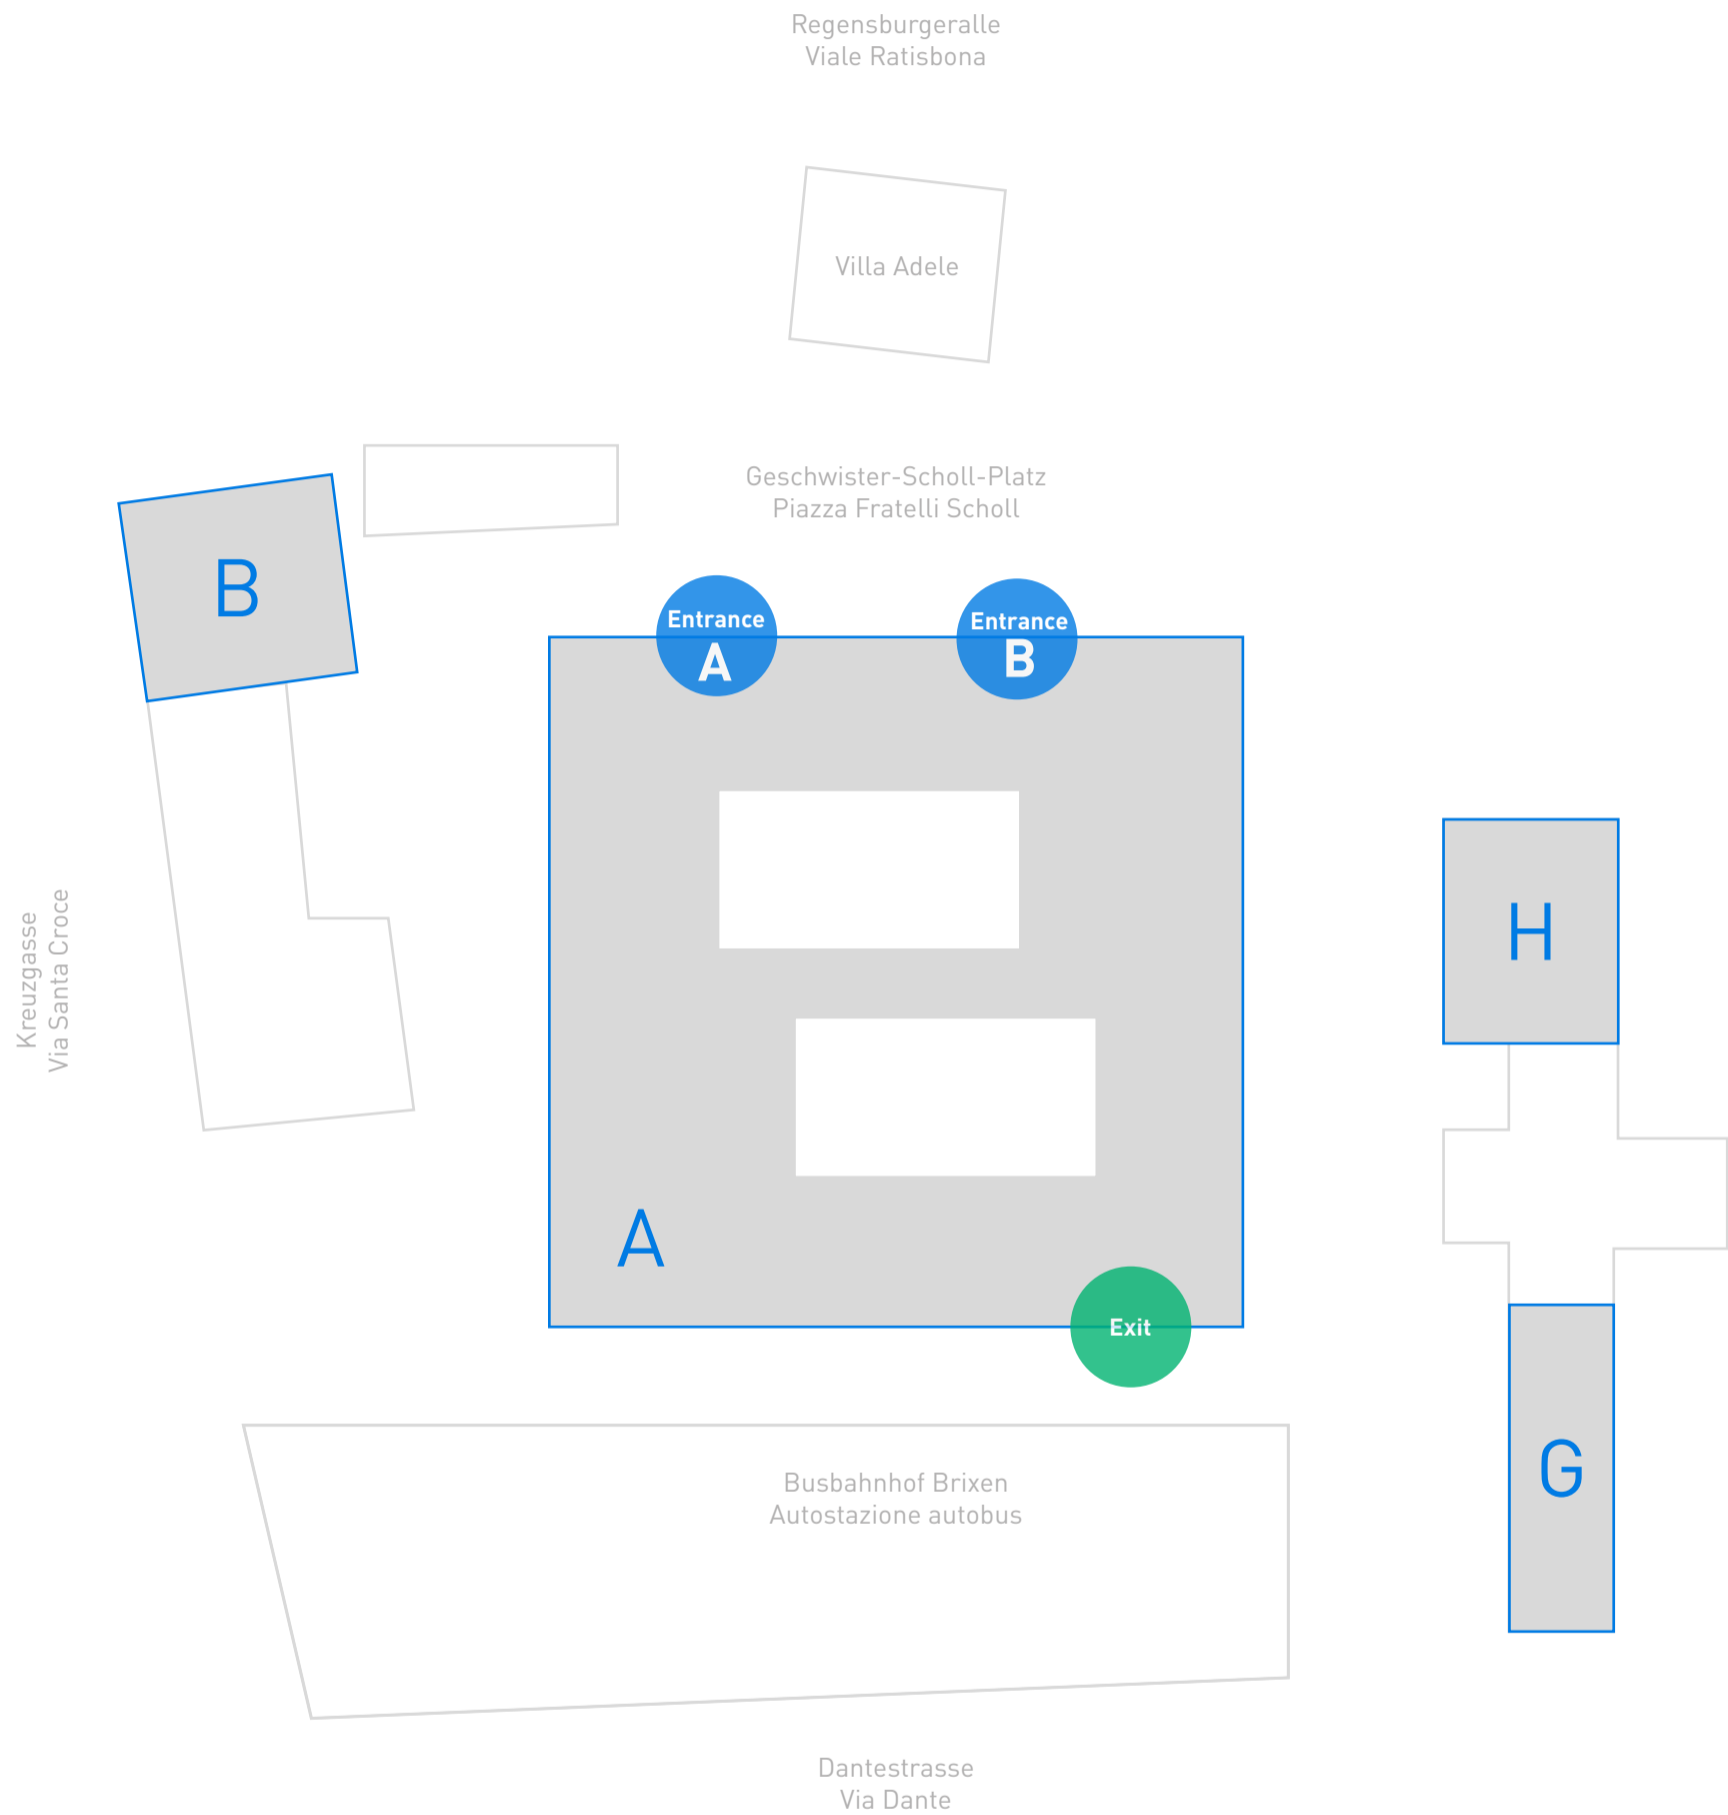 Regensburgeralle
Viale Ratisbona
Villa Adele
Geschwister-Scholl-Platz
Piazza Fratelli Scholl
B
Entrance
A
Entrance
B
H
Kreuzgasse
Via Santa Croce
A
Exit
G
Busbahnhof Brixen
Autostazione autobus
Dantestrasse
Via Dante